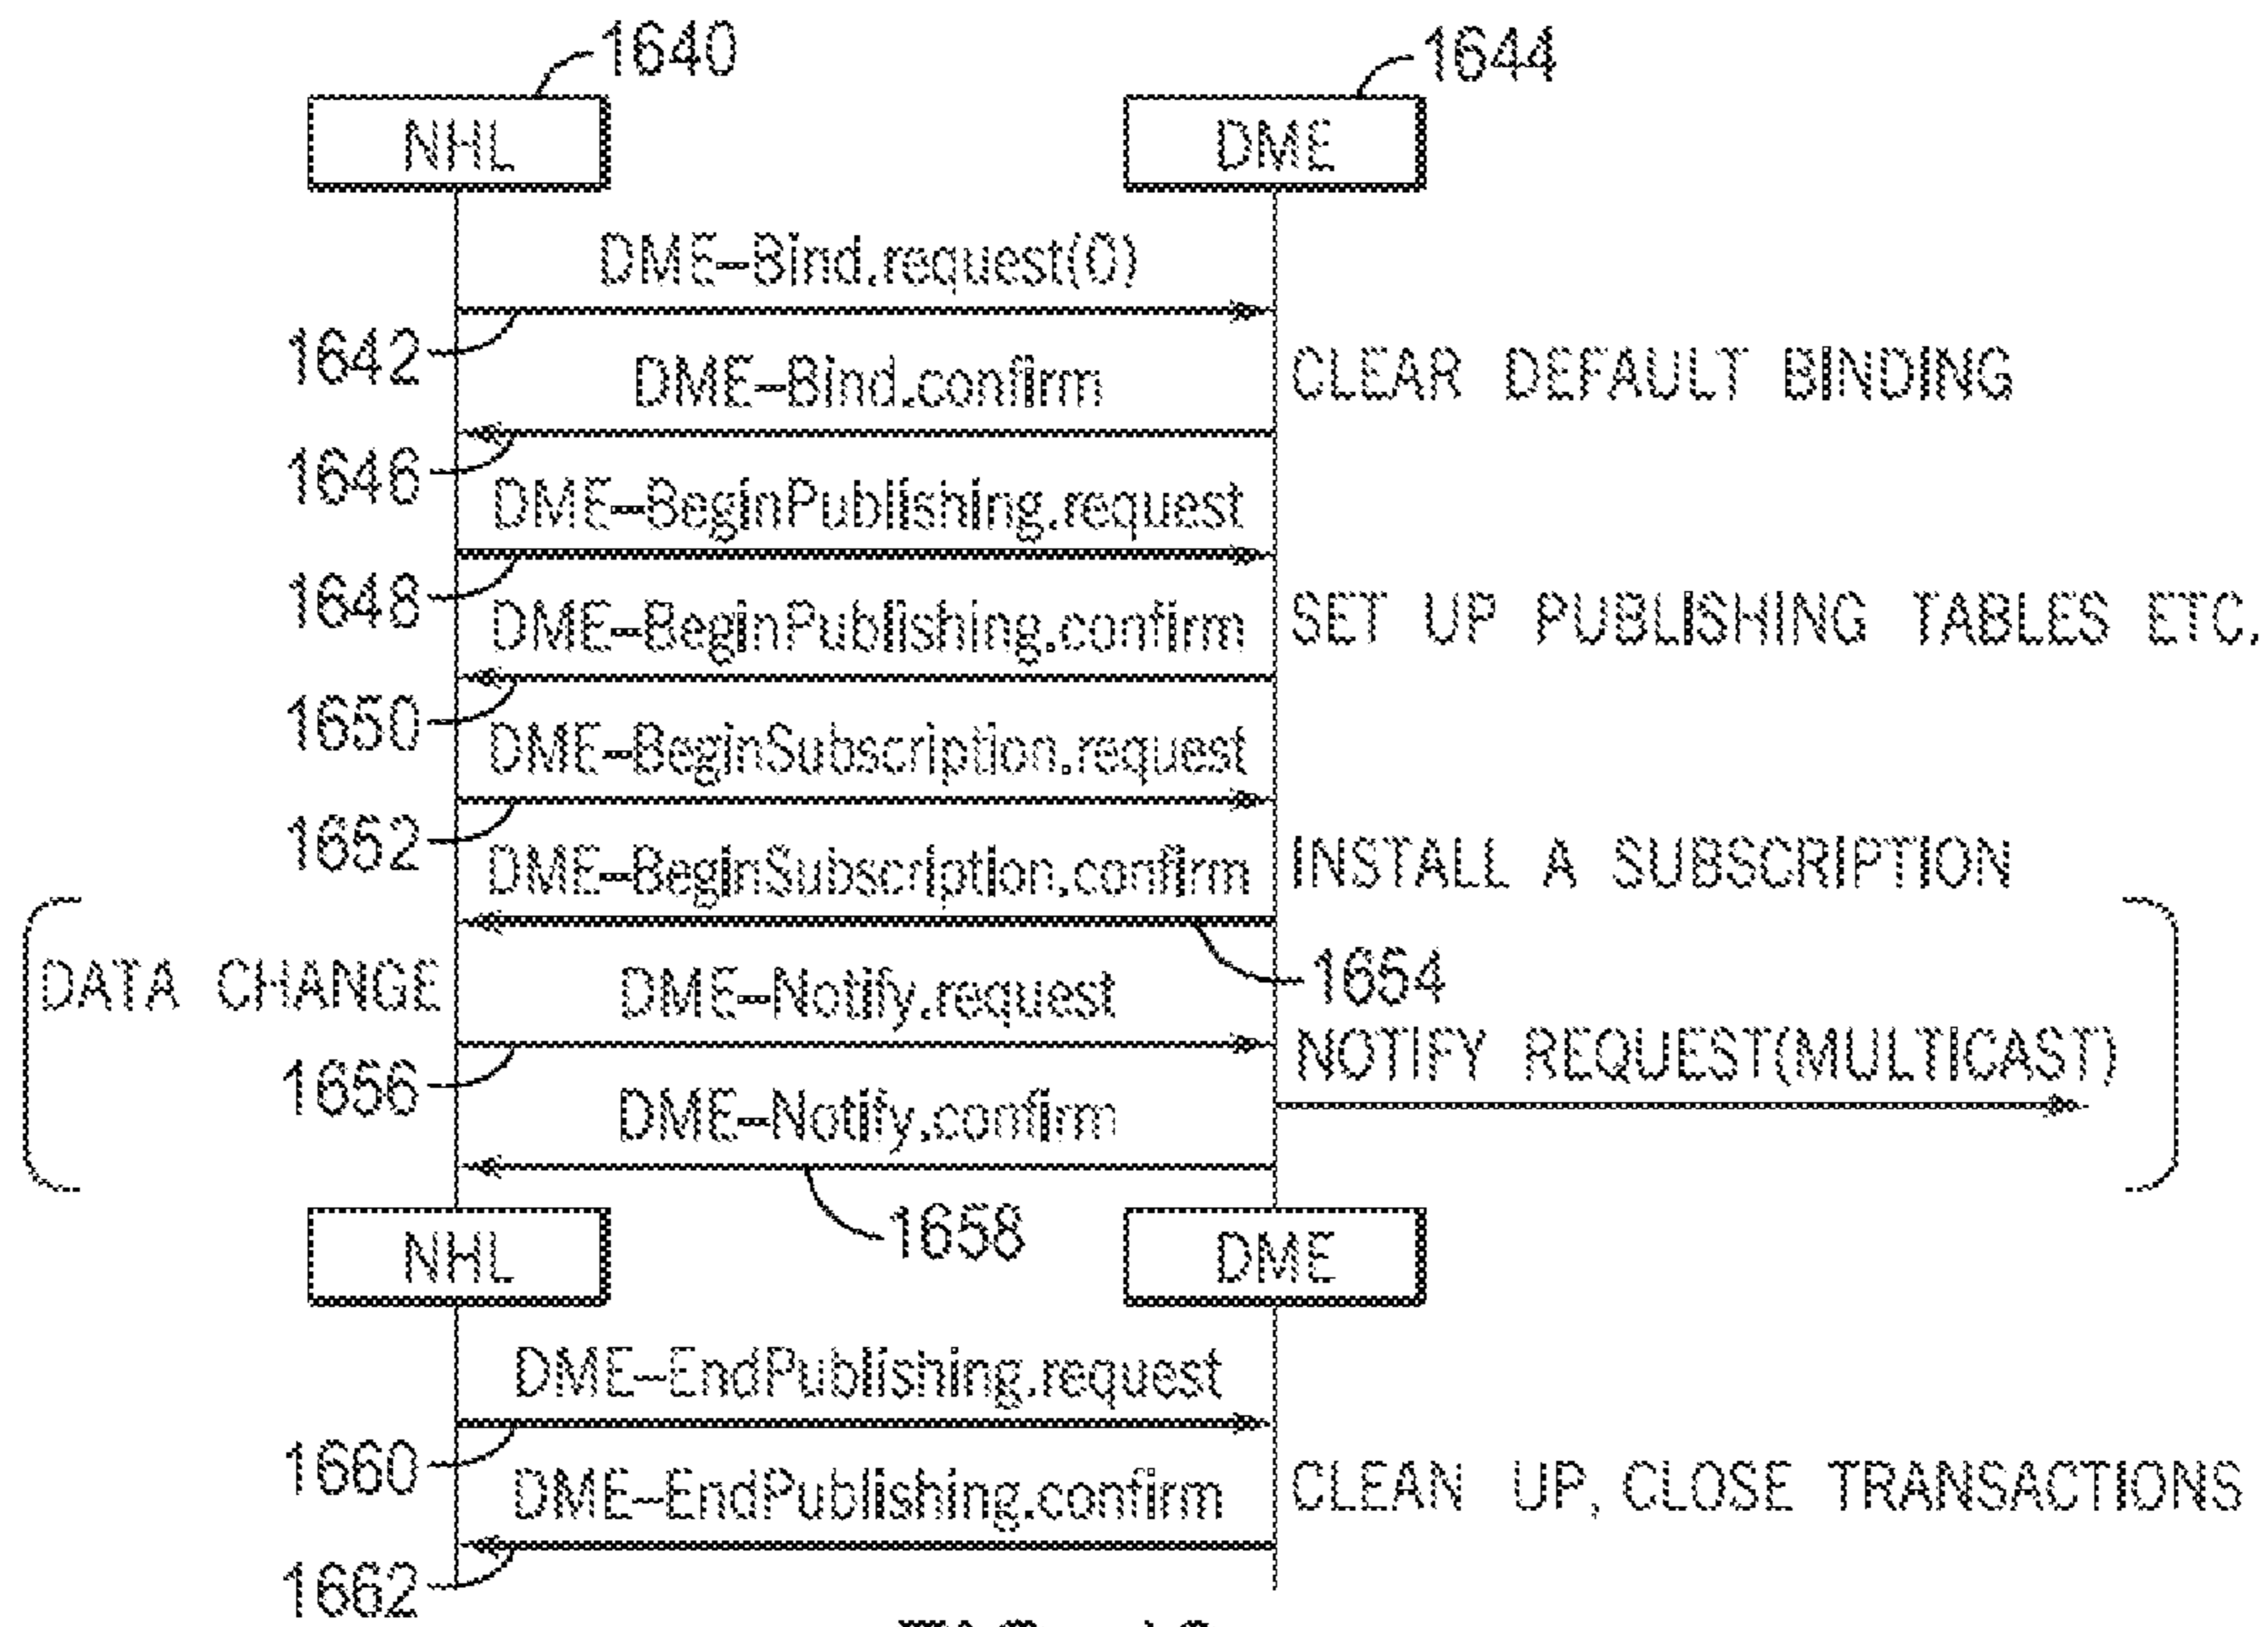 1640
1644
NHL
DME
DME–Bind.request(0)
1642
DME–Bind.confirm
CLEAR DEFAULT BINDING
1646
DME–BeginPublishing.request
1648
DME–BeginPublishing.confirm
SET UP PUBLISHING TABLES ETC.
1650
DME–BeginSubscription.request
1652
DME–BeginSubscription.confirm
INSTALL A SUBSCRIPTION
DATA CHANGE
DME–Notify.request
1654
1656
NOTIFY REQUEST(MULTICAST)
DME–Notify.confirm
1658
NHL
DME
DME–EndPublishing.request
1660
DME–EndPublishing.confirm
CLEAN UP, CLOSE TRANSACTIONS
1662